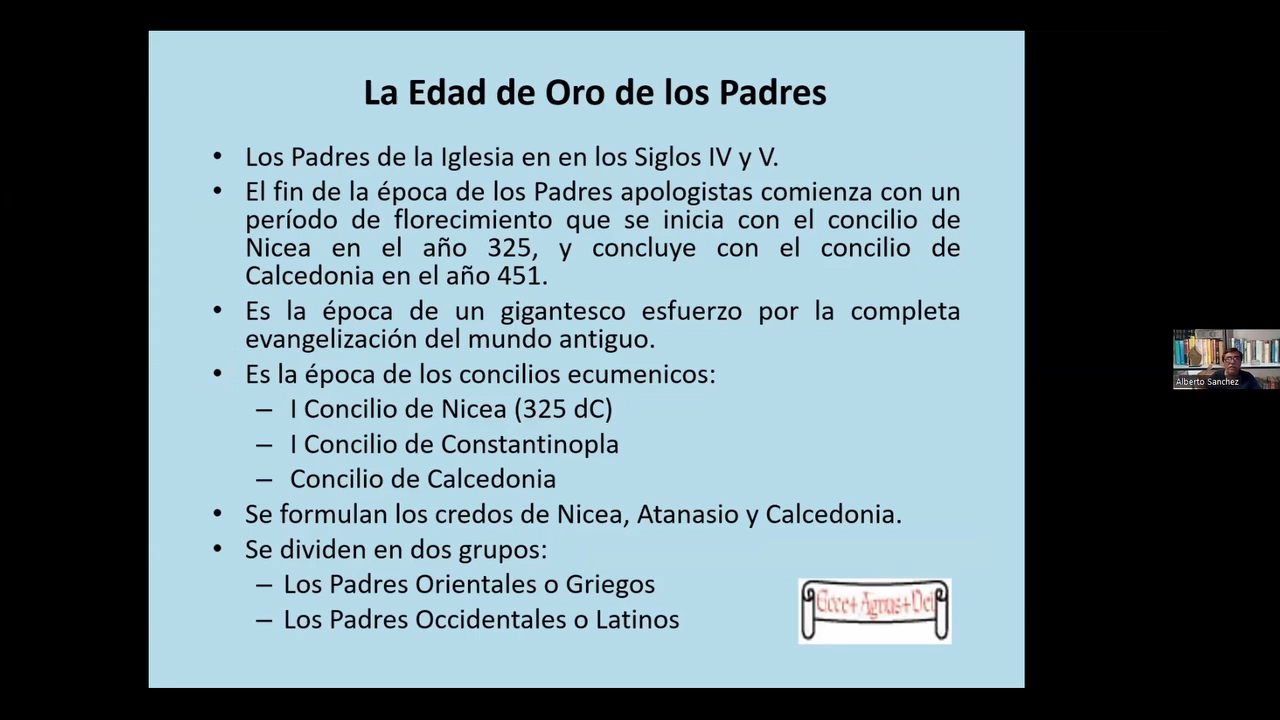 La Edad de Oro de los Padres
• Los Padres de la Iglesia en en los Siglos IV y V.
• El fin de la época de los Padres apologistas comienza con un
período de florecimiento que se inicia con el concilio de
Nicea en el año 325, y concluye con el concilio de
Calcedonia en el año 451.
• Es la época de un gigantesco esfuerzo por la completa
evangelización del mundo antiguo.
• Es la época de los concilios ecumenicos:
– I Concilio de Nicea (325 dC)
– I Concilio de Constantinopla
– Concilio de Calcedonia
• Se formulan los credos de Nicea, Atanasio y Calcedonia.
• Se dividen en dos grupos:
– Los Padres Orientales o Griegos
– Los Padres Occidentales o Latinos
Ecce+Agnus+Dei
Alberto Sanchez